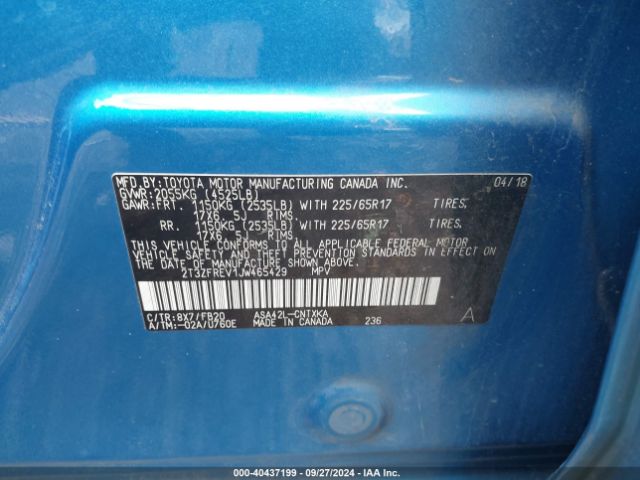 MFD.BY:TOYOTA MOTOR MANUFACTURING CANADA INC. 04/18
GVWR:2055KG (4525LB)
GAWR:FRT. 1150KG (2535LB) WITH 225/65R17 TIRES.
17X6.5J RIMS
RR. 1150KG (2535LB) WITH 225/65R17 TIRES.
17X6.5J RIMS
THIS VEHICLE CONFORMS TO ALL APPLICABLE FEDERAL MOTOR
VEHICLE SAFETY AND BUMPER STANDARDS IN EFFECT ON
THE DATE OF MANUFACTURE SHOWN ABOVE.
2T3ZFREV1JW465429 MPV
C/TR:8X7/FB20 ASA42L-CNTXKA A
A/TM:-02A/U760E MADE IN CANADA 236
000-40437199 - 09/27/2024 - IAA Inc.